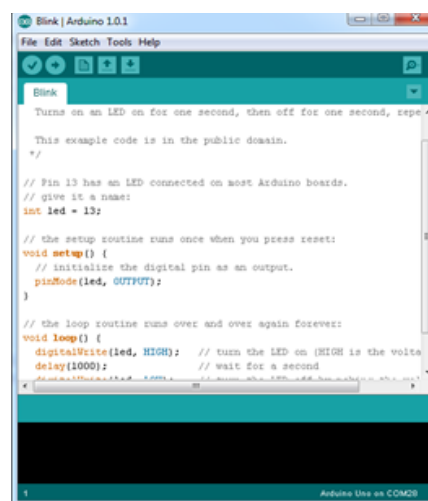 Blink | Arduino 1.0.1
File Edit Sketch Tools Help
Blink
Turns on an LED on for one second, then off for one second, repe
This example code is in the public domain.
*/
// Pin 13 has an LED connected on most Arduino boards.
// give it a name:
int led = 13;
// the setup routine runs once when you press reset:
void setup() {
// initialize the digital pin as an output.
pinMode(led, OUTPUT);
}
// the loop routine runs over and over again forever:
void loop() {
digitalWrite(led, HIGH); // turn the LED on (HIGH is the volta
delay(1000); // wait for a second
1 Arduino Uno on COM28